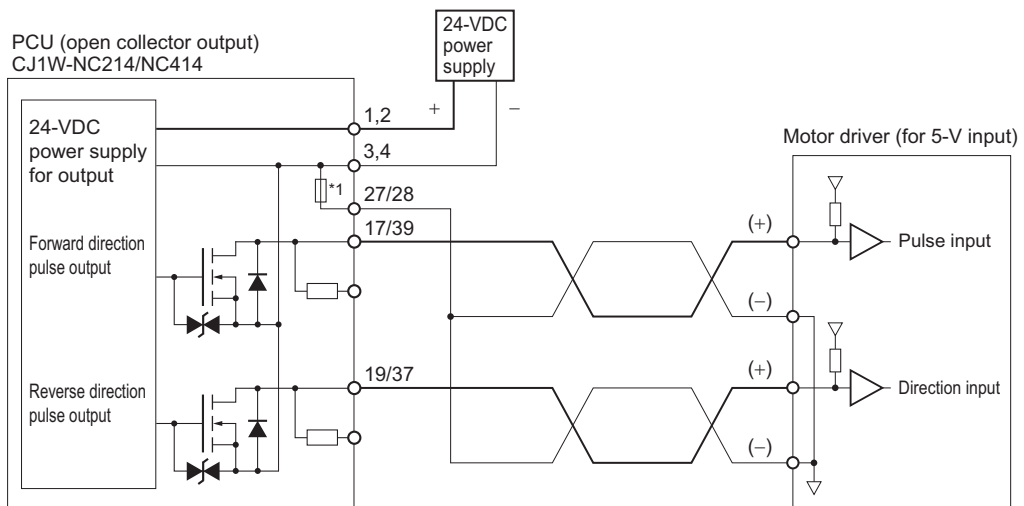 24-VDC
power
supply
PCU (open collector output)
CJ1W-NC214/NC414
+
−
1,2
24-VDC
power supply
for output
3,4
*1
27/28
Motor driver (for 5-V input)
Forward direction
pulse output
17/39
(+)
Pulse input
(−)
Reverse direction
pulse output
19/37
(+)
Direction input
(−)